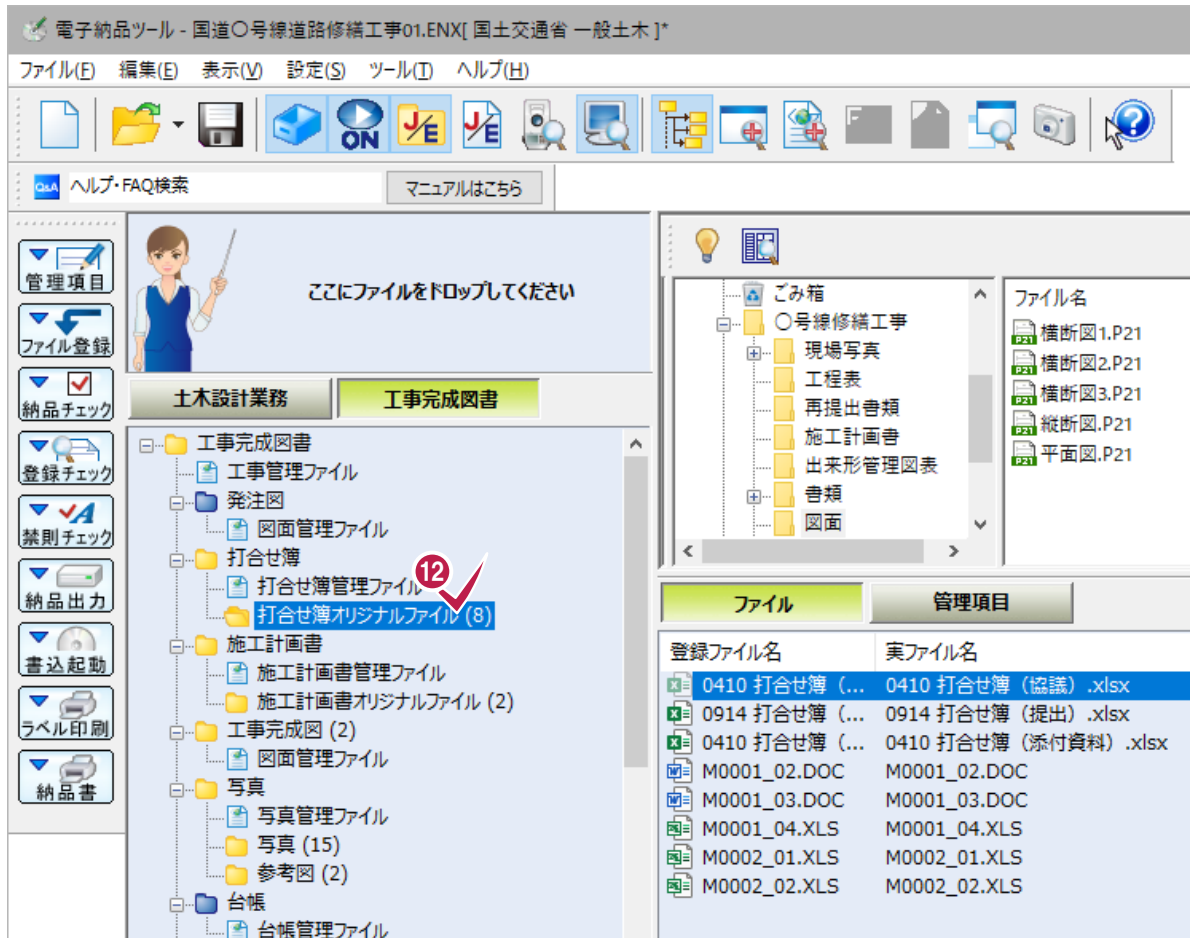 電子納品ツール - 国道〇号線道路修繕工事01.ENX[ 国土交通省 一般土木 ]*
ファイル(F) 編集(E) 表示(V) 設定(S) ツール(T) ヘルプ(H)
ON J/E J/E
Q&A ヘルプ・FAQ検索 マニュアルはこちら
管理項目
ファイル登録
納品チェック
登録チェック
禁則チェック
納品出力
書込起動
ラベル印刷
納品書
ここにファイルをドロップしてください
土木設計業務 工事完成図書
工事完成図書
工事管理ファイル
発注図
図面管理ファイル
打合せ簿
打合せ簿管理ファイル
12
打合せ簿オリジナルファイル (8)
施工計画書
施工計画書管理ファイル
施工計画書オリジナルファイル (2)
工事完成図 (2)
図面管理ファイル
写真
写真管理ファイル
写真 (15)
参考図 (2)
台帳
台帳管理ファイル
ごみ箱
〇号線修繕工事
現場写真
工程表
再提出書類
施工計画書
出来形管理図表
書類
図面
ファイル名
P21 横断図1.P21
P21 横断図2.P21
P21 横断図3.P21
P21 縦断図.P21
P21 平面図.P21
ファイル 管理項目
登録ファイル名 実ファイル名
0410 打合せ簿（... 0410 打合せ簿（協議）.xlsx
0914 打合せ簿（... 0914 打合せ簿（提出）.xlsx
0410 打合せ簿（... 0410 打合せ簿（添付資料）.xlsx
M0001_02.DOC M0001_02.DOC
M0001_03.DOC M0001_03.DOC
M0001_04.XLS M0001_04.XLS
M0002_01.XLS M0002_01.XLS
M0002_02.XLS M0002_02.XLS